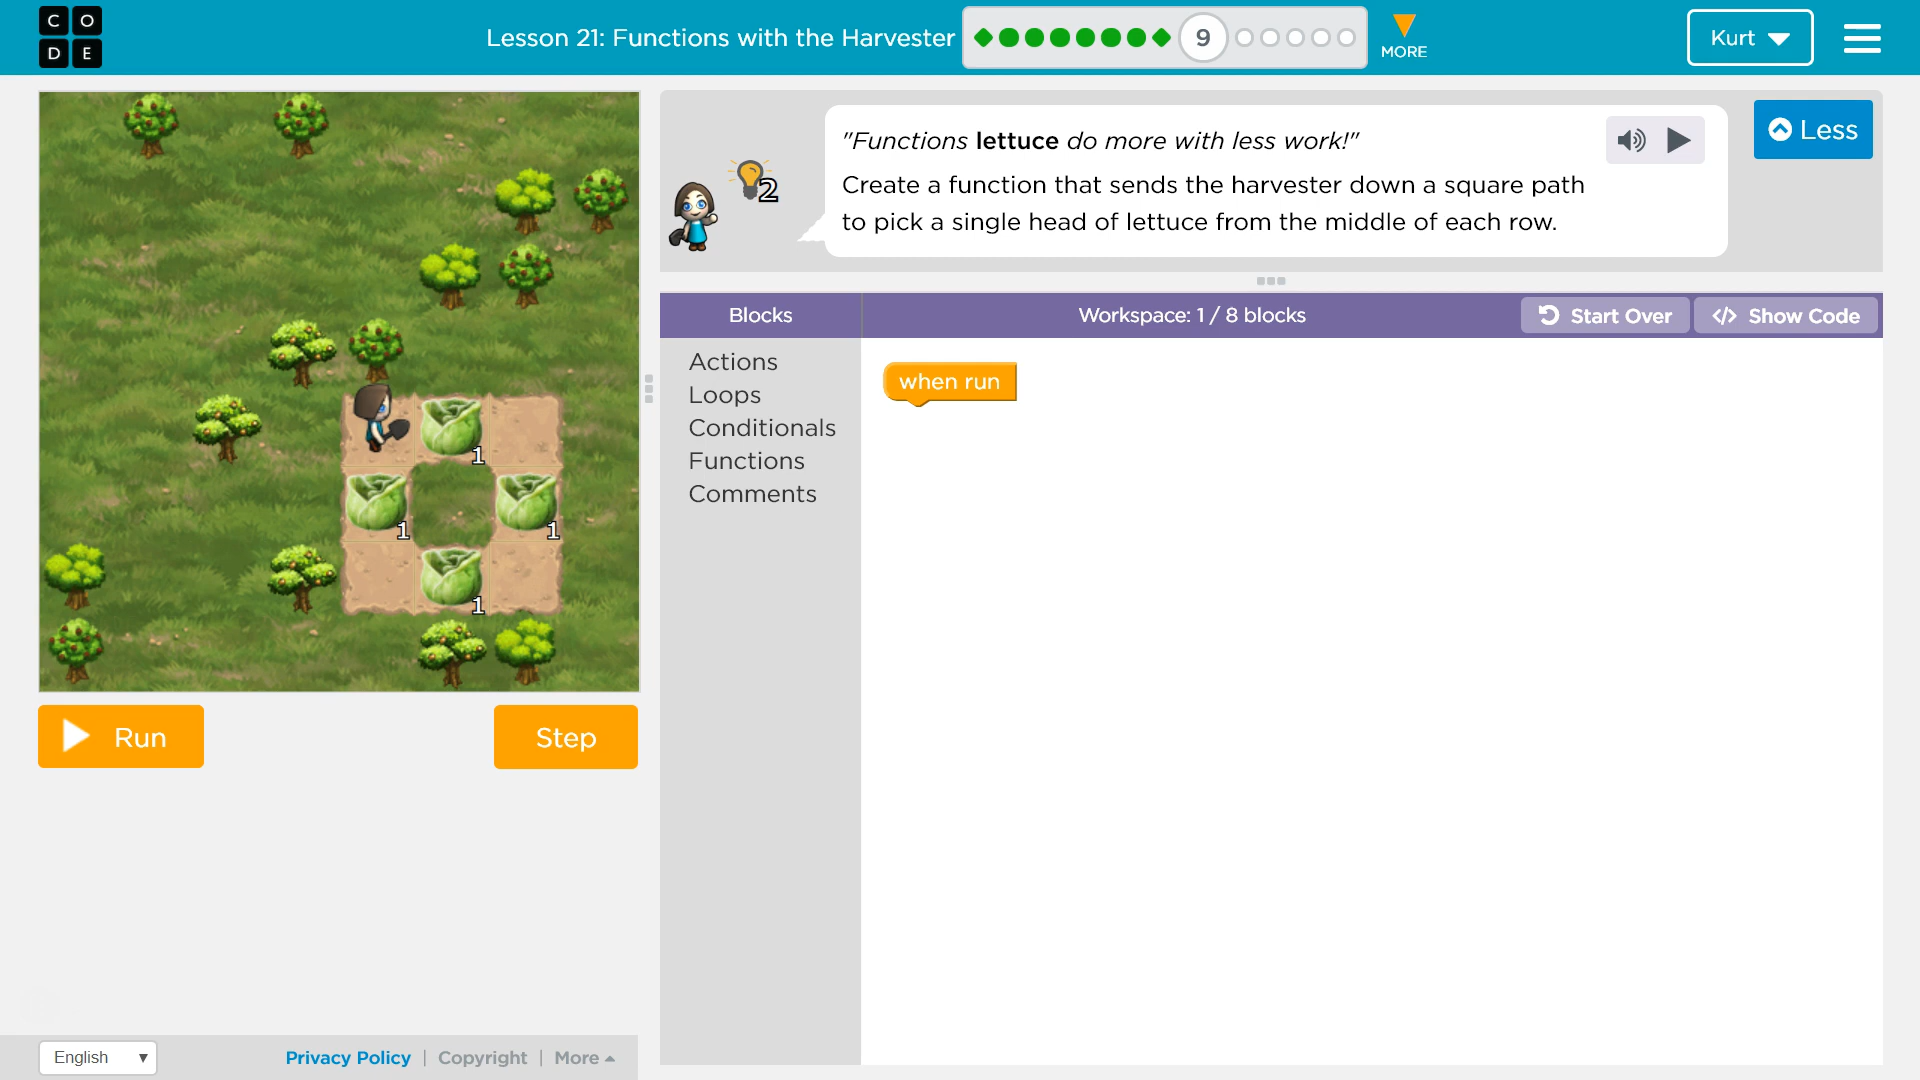 C O
D E
Lesson 21: Functions with the Harvester
9
MORE
Kurt
"Functions lettuce do more with less work!"
Create a function that sends the harvester down a square path
to pick a single head of lettuce from the middle of each row.
2
Less
Blocks
Workspace: 1 / 8 blocks
Start Over
</> Show Code
Actions
Loops
Conditionals
Functions
Comments
when run
1
1
1
1
Run
Step
English
Privacy Policy | Copyright | More